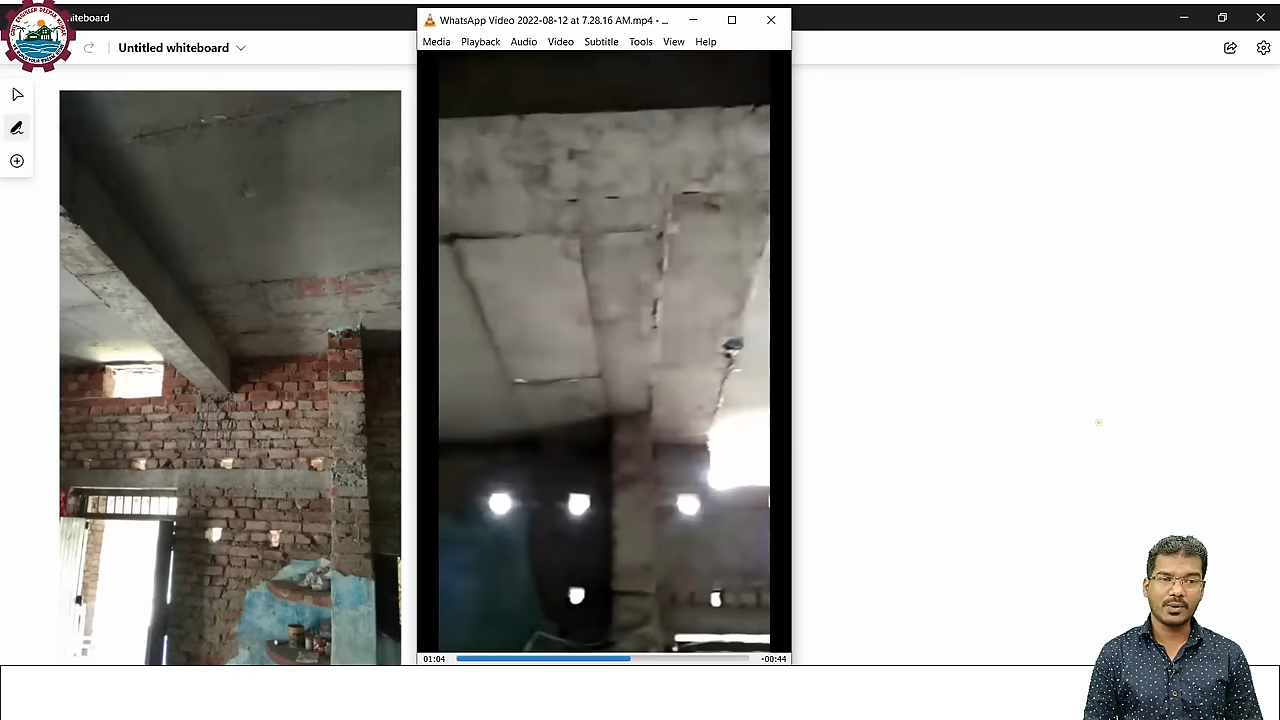 hiteboard
WhatsApp Video 2022-08-12 at 7.28.16 AM.mp4 - ...
Untitled whiteboard
Media Playback Audio Video Subtitle Tools View Help
01:04
-00:44